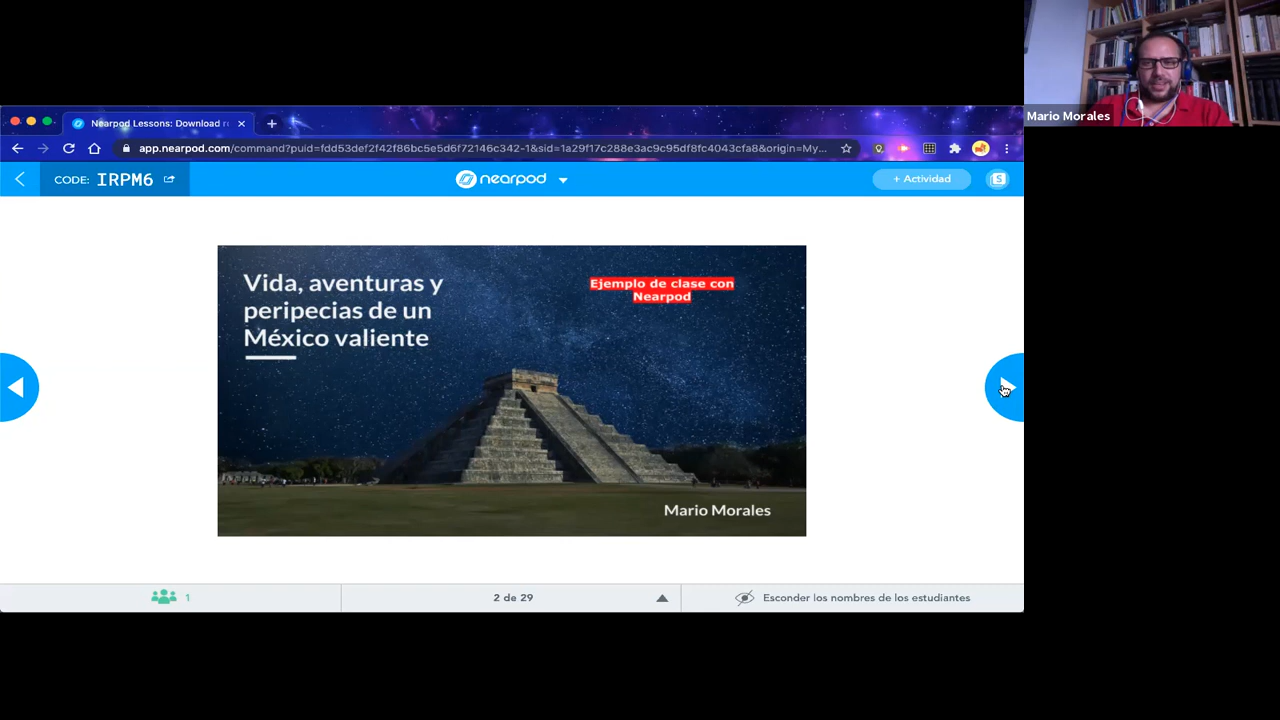 Mario Morales
Nearpod Lessons: Download r
app.nearpod.com/command?puid=fdd53def2f42f86bc5e5d6f72146c342-1&sid=1a29f17c288e3ac9c95df8fc4043cfa8&origin=My...
CODE: IRPM6
nearpod
+ Actividad
S
Vida, aventuras y
peripecias de un
México valiente
Ejemplo de clase con
Nearpod
Mario Morales
1
2 de 29
Esconder los nombres de los estudiantes